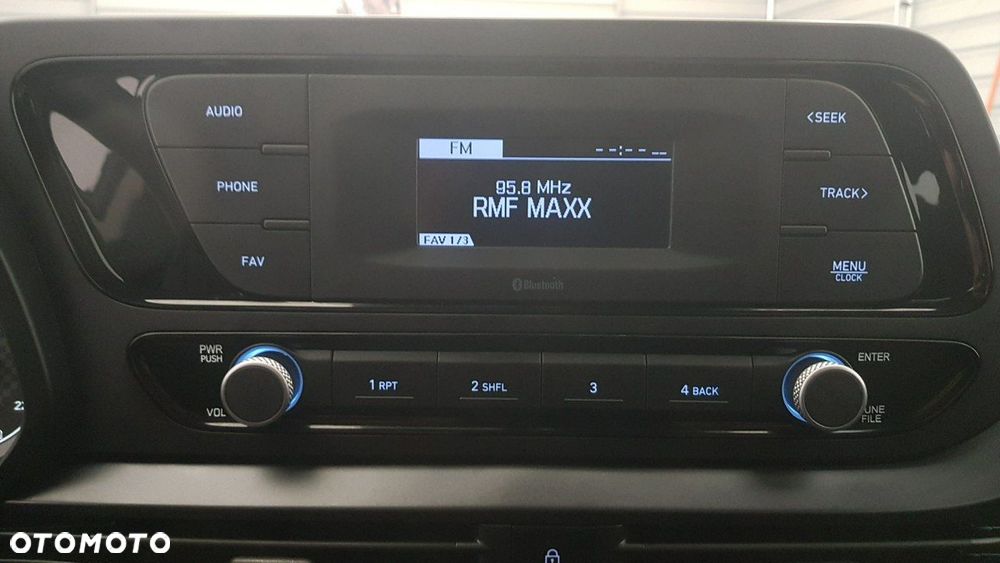 AUDIO
<SEEK
FM
--:-- __
PHONE
95.8 MHz
TRACK>
RMF MAXX
FAV 1/3
FAV
MENU
CLOCK
Bluetooth
PWR
PUSH
ENTER
1 RPT
2 SHFL
3
4 BACK
VOL
FILE
OTOMOTO